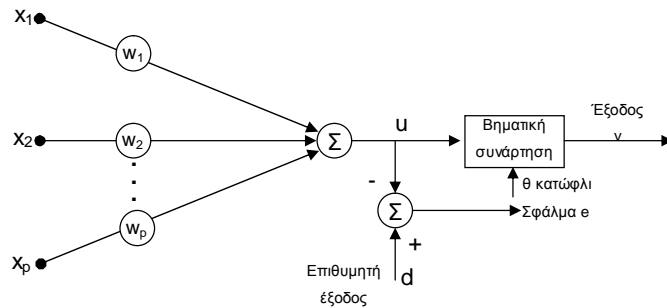 x1
w1
x2
w2
xp
wp
Σ
u
Βηματική
συνάρτηση
Έξοδος
v
θ κατώφλι
-
Σ
+
Σφάλμα e
Επιθυμητή
έξοδος
d